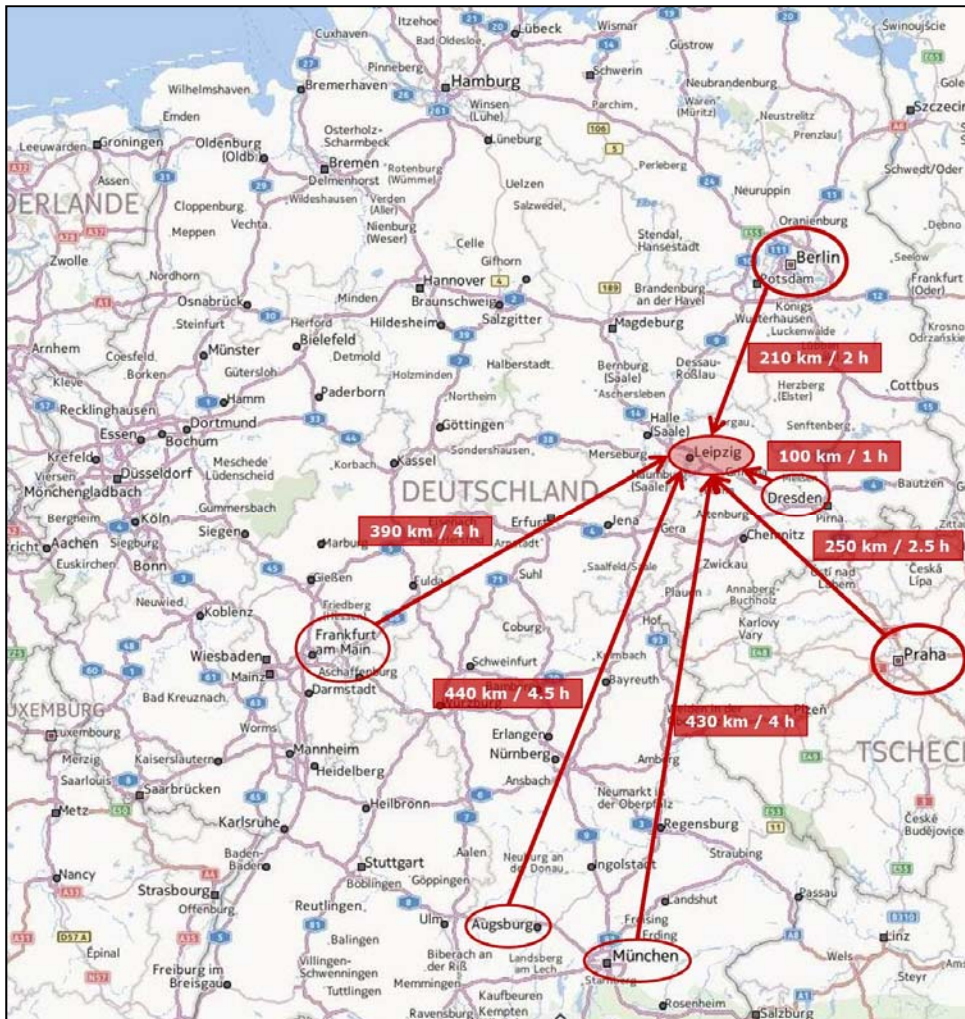 Cuxhaven
Itzehoe
Bad Oldesloe
Lübeck
Wismar
Güstrow
Świnoujście
Pinneberg
Hamburg
Schwerin
Neubrandenburg
Wilhelmshaven
Bremerhaven
Winsen
(Luhe)
Parchim
Waren
(Müritz)
Neustrelitz
Szczecin
Emden
Leeuwarden
Groningen
Oldenburg
(Oldb)
Osterholz-
Scharmbeck
Lüneburg
Prenzlau
Assen
Bremen
Delmenhorst
Rotenburg
(Wümme)
Uelzen
Perleberg
Schwedt/Oder
DERLANDE
Cloppenburg
Wildeshausen
Verden
(Aller)
Salzwedel
Neuruppin
Meppen
Vechta
Nienburg
(Weser)
Elbe
Oranienburg
Dębno
Zwolle
Celle
Stendal,
Hansestadt
Berlin
Seelow
Nordhorn
Gifhorn
Potsdam
Frankfurt
(Oder)
Osnabrück
Minden
Hannover
Braunschweig
Brandenburg
an der Havel
Königs
Wusterhausen
Steinfurt
Herford
Hildesheim
Salzgitter
Magdeburg
Luckenwalde
Krosno
Odrzańskie
Arnhem
Coesfeld
Münster
Bielefeld
Detmold
Halberstadt
Bernburg
(Saale)
Dessau-
Roßlau
210 km / 2 h
Kleve
Borken
Gütersloh
Holzminden
Aschersleben
Herzberg
(Elster)
Cottbus
Recklinghausen
Hamm
Paderborn
Northeim
Halle
(Saale)
Senftenberg
Essen
Dortmund
Bochum
Göttingen
Krefeld
Viersen
Meschede
Lüdenscheid
Korbach
Kassel
Sondershausen
Merseburg
Leipzig
100 km / 1 h
Düsseldorf
Mönchengladbach
DEUTSCHLAND
Naumburg
(Saale)
Dresden
Bautzen
Gummersbach
Bergheim
Köln
Siegen
390 km / 4 h
Erfurt
Jena
Gera
Altenburg
Pirna
Aachen
Siegburg
Marburg
Arnstadt
Chemnitz
250 km / 2.5 h
Euskirchen
Bonn
Gießen
Fulda
Suhl
Saalfeld/Saale
Zwickau
Ústí nad
Labem
Česká
Lípa
Neuwied
Koblenz
Friedberg
(Hessen)
Plauen
Annaberg-
Buchholz
Frankfurt
am Main
Coburg
Hof
Karlovy
Vary
Wiesbaden
Mainz
Aschaffenburg
Schweinfurt
Kulmbach
Praha
Bad Kreuznach
Darmstadt
440 km / 4.5 h
Bayreuth
LUXEMBURG
Luxembourg
Würzburg
430 km / 4 h
Plzeň
Worms
Erlangen
Merzig
Kaiserslautern
Mannheim
Nürnberg
Amberg
TSCHECH
Saarlouis
Saarbrücken
Heidelberg
Ansbach
Neumarkt in
der Oberpfalz
Metz
Heilbronn
Karlsruhe
Regensburg
České
Budějovice
Baden-
Baden
Aalen
Neuburg an
der Donau
Straubing
Nancy
Strasbourg
Stuttgart
Böblingen
Göppingen
Ingolstadt
Passau
Offenburg
Reutlingen
Ulm
Augsburg
Landshut
Freising
Erding
Linz
Épinal
Balingen
Biberach
an der Riß
Landsberg
am Lech
München
Wels
Freiburg im
Breisgau
Villingen-
Schwenningen
Tuttlingen
Memmingen
Starnberg
Steyr
Kaufbeuren
Ravensburg
Kempten
Rosenheim
Salzburg